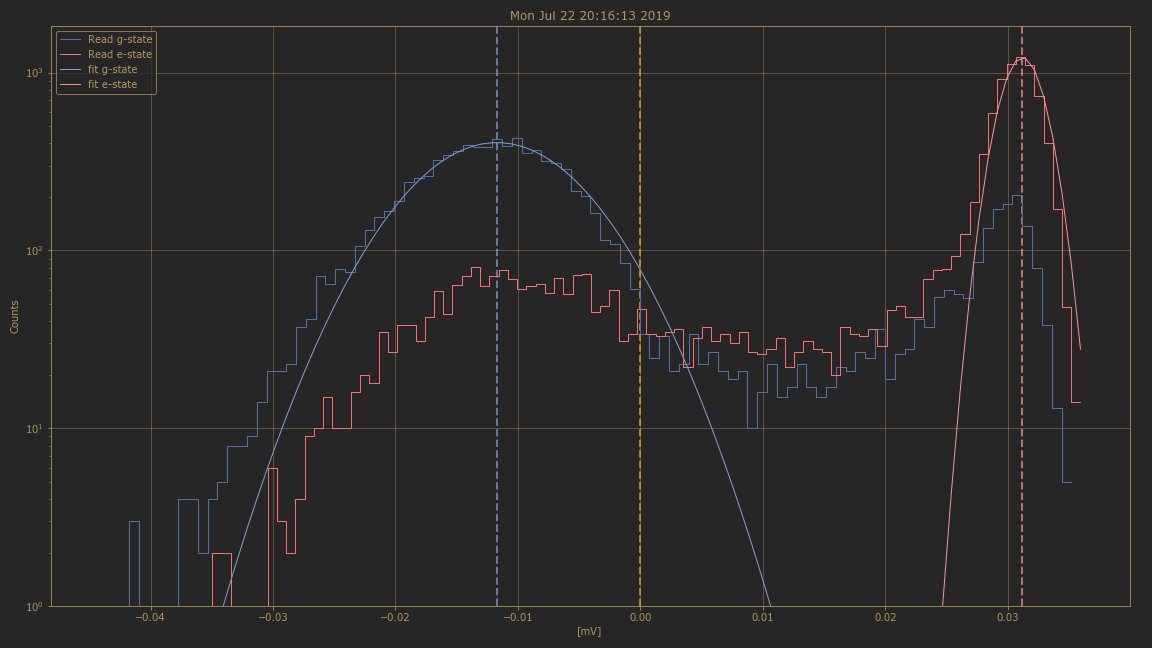 Mon Jul 22 20:16:13 2019
Read g-state
Read e-state
fit g-state
fit e-state
Counts
10³
10²
10¹
10⁰
−0.04
−0.03
−0.02
−0.01
0.00
0.01
0.02
0.03
[mV]